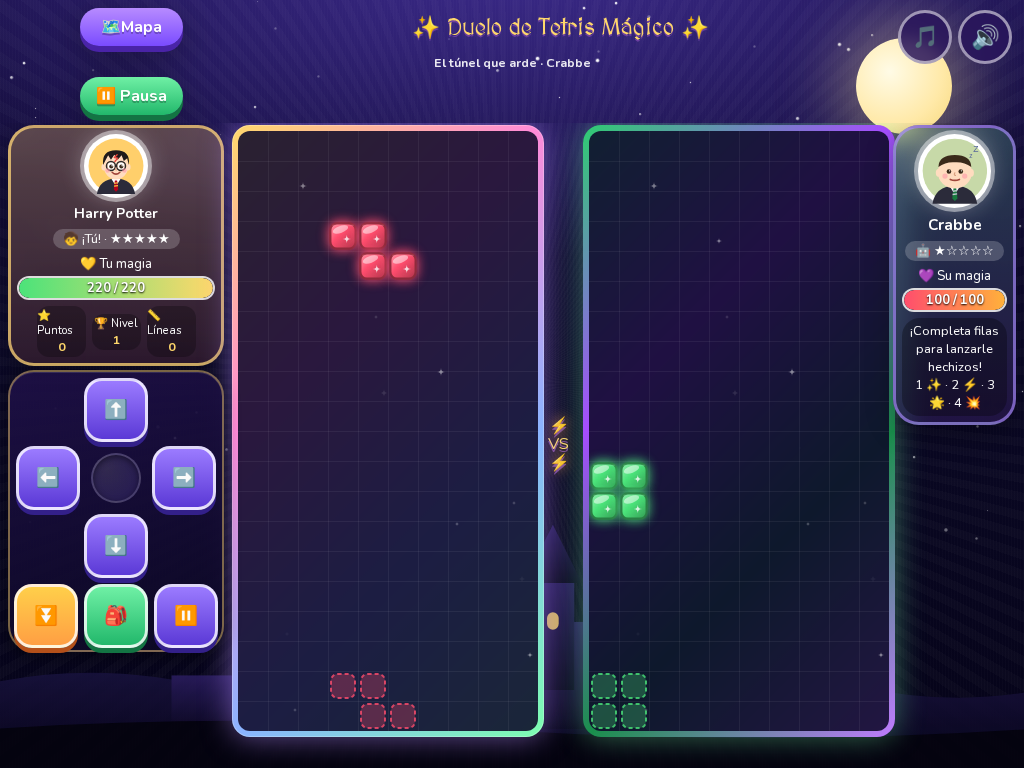 Mapa
✨ Duelo de Tetris Mágico ✨
El túnel que arde · Crabbe
Pausa
Harry Potter
¡Tú! · ★★★★★
Tu magia
220 / 220
Puntos
0
Nivel
1
Líneas
0
VS
z
z
Crabbe
★☆☆☆☆
Su magia
100 / 100
¡Completa filas
para lanzarle
hechizos!
1 ✨ · 2 ⚡ · 3
🌟 · 4 💥